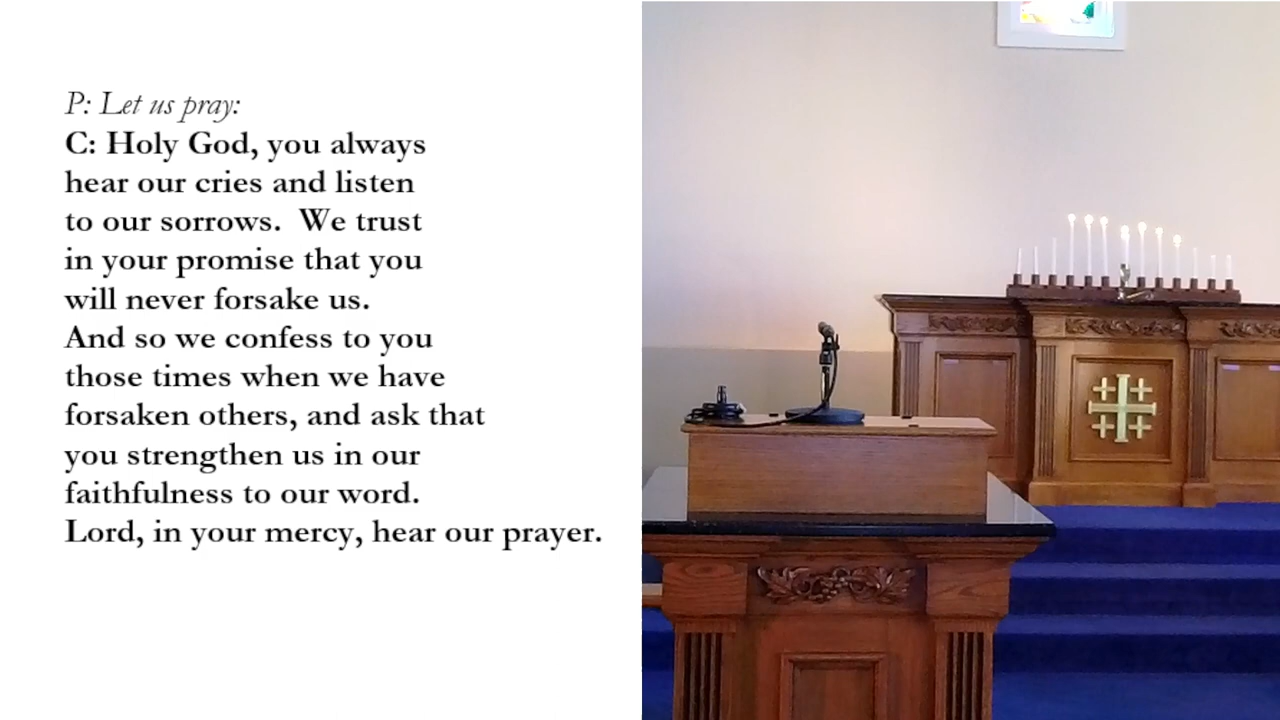 P: Let us pray:
C: Holy God, you always
hear our cries and listen
to our sorrows.  We trust
in your promise that you
will never forsake us.
And so we confess to you
those times when we have
forsaken others, and ask that
you strengthen us in our
faithfulness to our word.
Lord, in your mercy, hear our prayer.